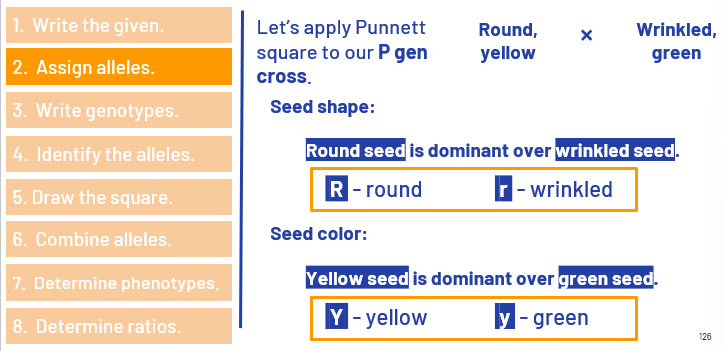 1. Write the given.
2. Assign alleles.
3. Write genotypes.
4. Identify the alleles.
5. Draw the square.
6. Combine alleles.
7. Determine phenotypes.
8. Determine ratios.
Let’s apply Punnett
square to our P gen
cross.
Round,
yellow
×
Wrinkled,
green
Seed shape:
Round seed is dominant over wrinkled seed.
R - round r - wrinkled
Seed color:
Yellow seed is dominant over green seed.
Y - yellow y - green
126